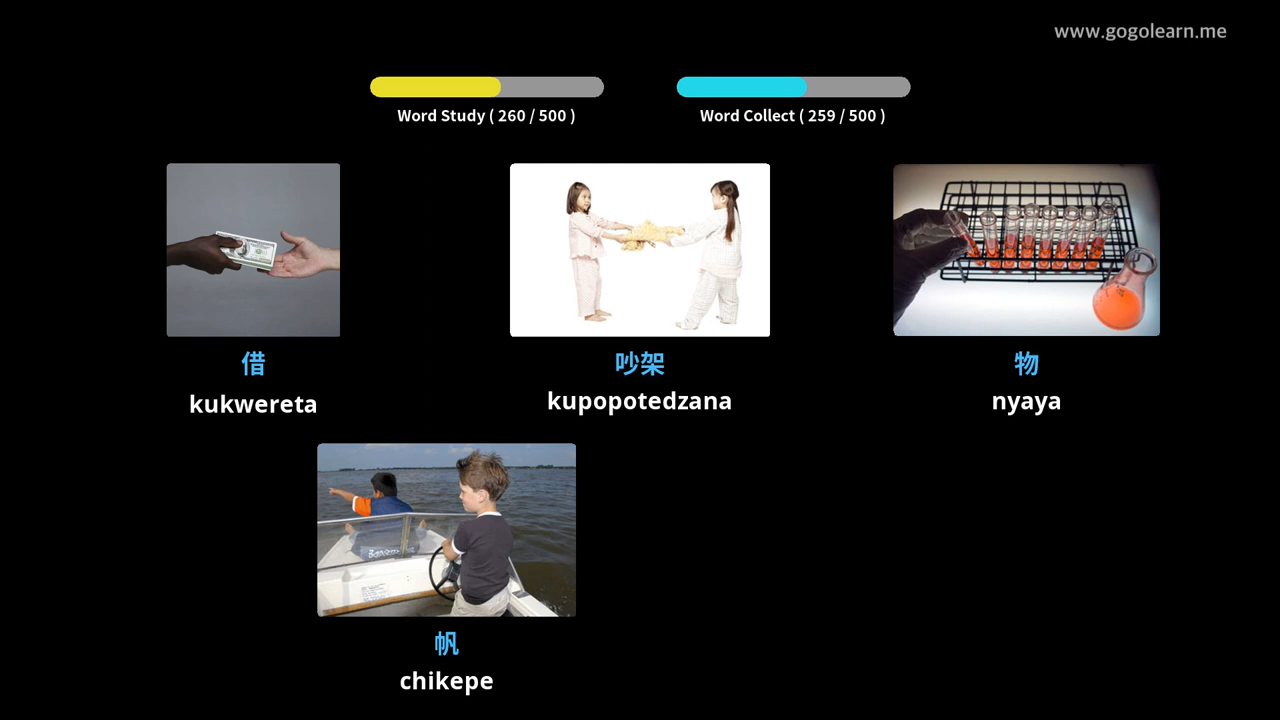 www.gogolearn.me
Word Study ( 260 / 500 )
Word Collect ( 259 / 500 )
借
kukwereta
吵架
kupopotedzana
物
nyaya
帆
chikepe